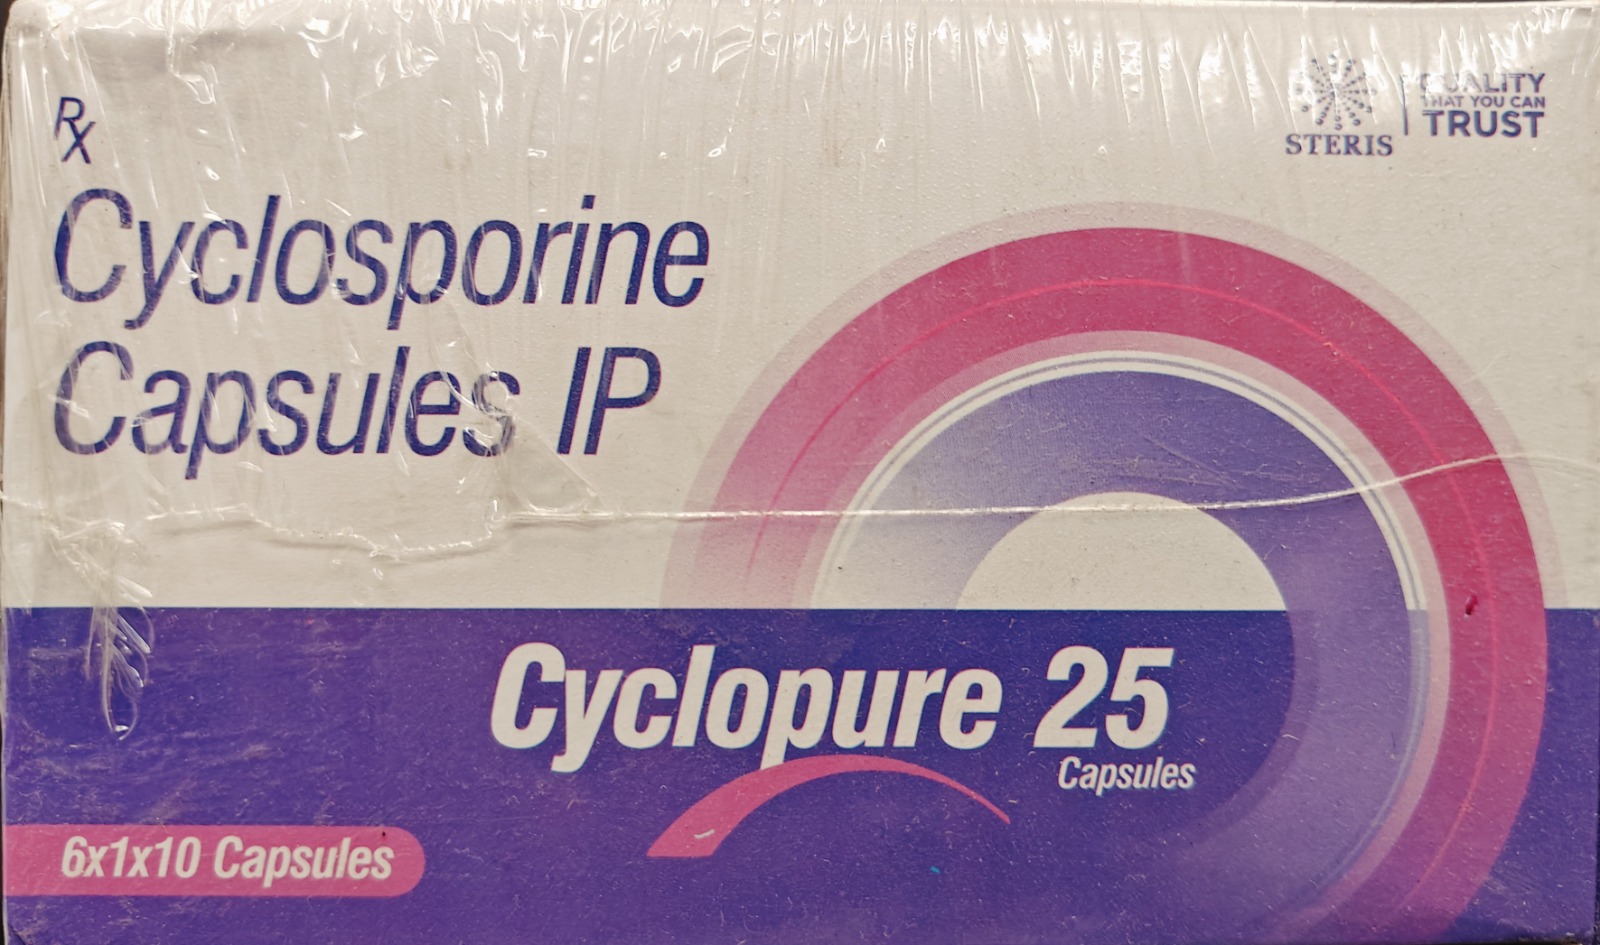 Rx
Cyclosporine
Capsules IP
STERIS
QUALITY
THAT YOU CAN
TRUST
Cyclopure 25
Capsules
6x1x10 Capsules